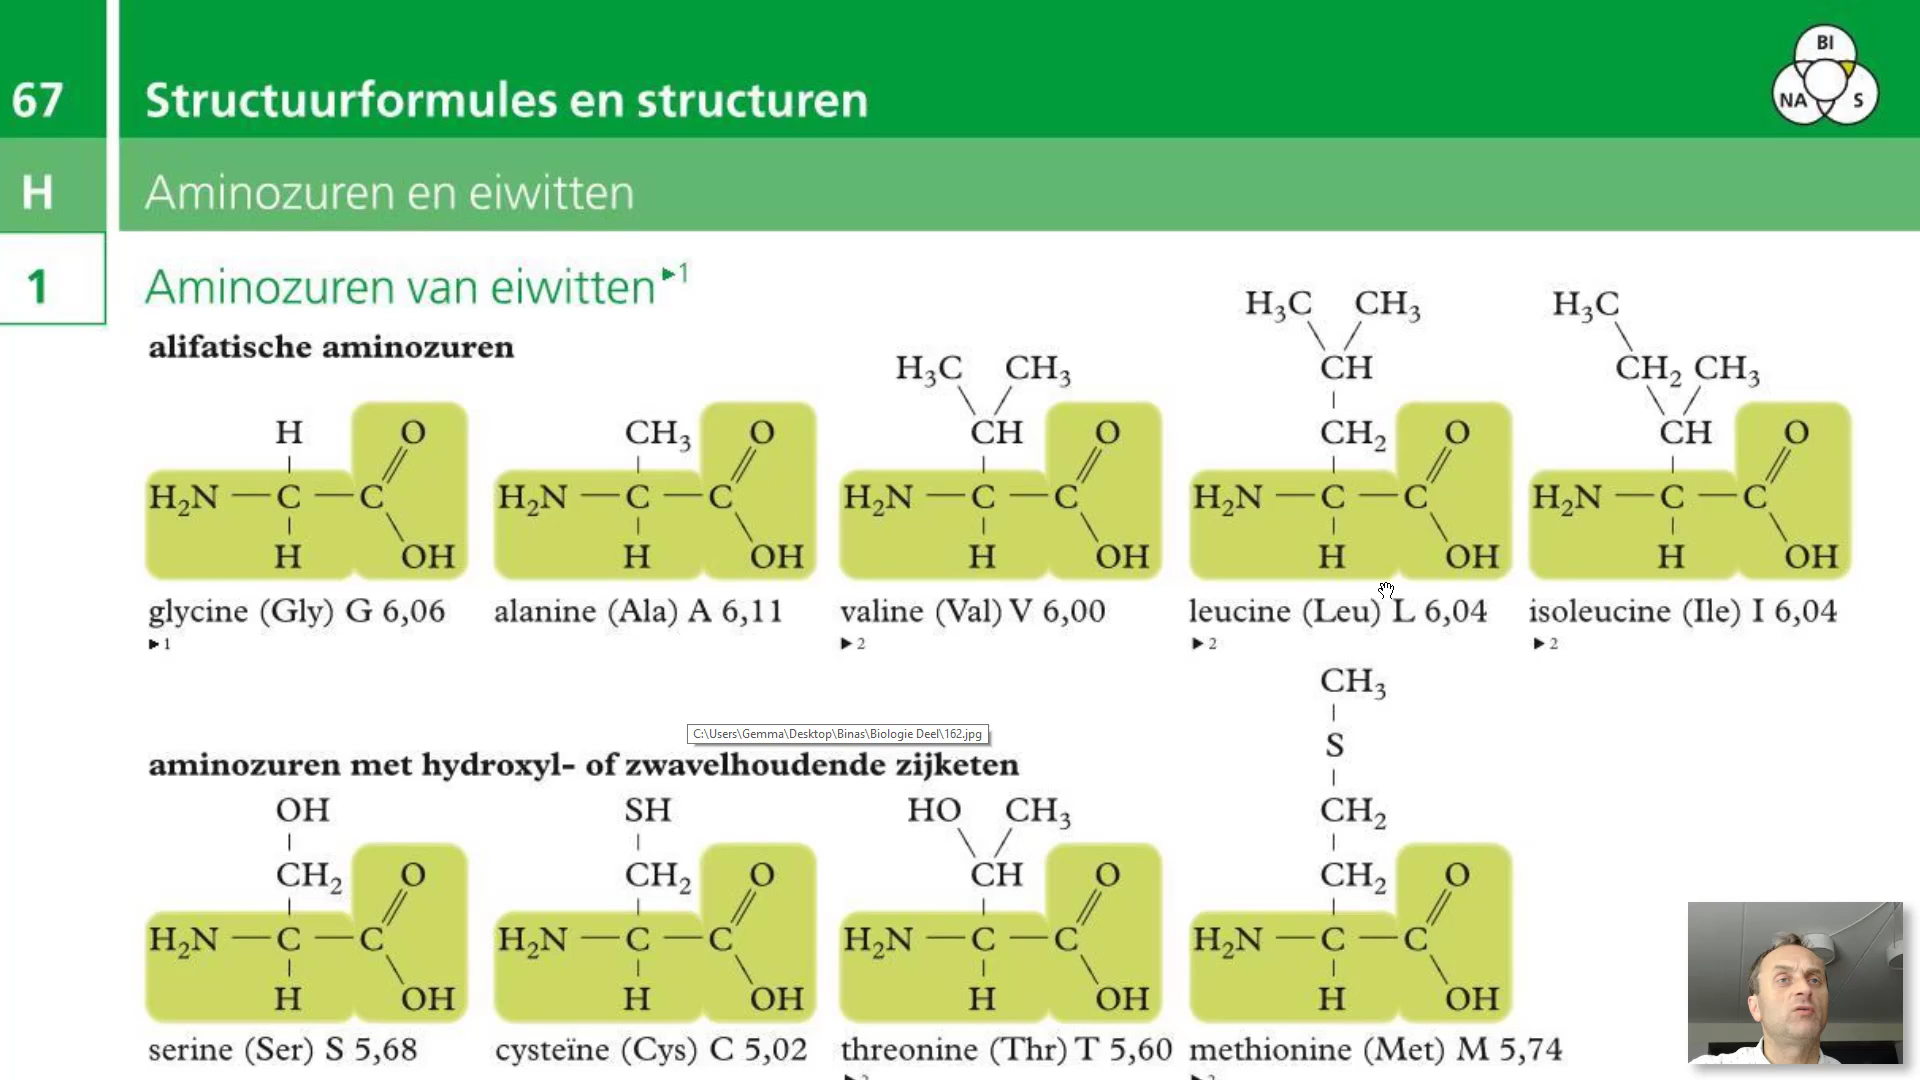 67 Structuurformules en structuren
BI
NA S
H Aminozuren en eiwitten
1 Aminozuren van eiwitten ▸1
alifatische aminozuren
H₃C CH₃ H₃C
H₃C CH₃ CH CH₂ CH₃
H O CH₃ O CH O CH₂ O CH O
H₂N — C — C H₂N — C — C H₂N — C — C H₂N — C — C H₂N — C — C
H OH H OH H OH H OH H OH
glycine (Gly) G 6,06 alanine (Ala) A 6,11 valine (Val) V 6,00 leucine (Leu) L 6,04 isoleucine (Ile) I 6,04
▸1 ▸2 ▸2 ▸2
CH₃
C:\Users\Gemma\Desktop\Binas\Biologie Deel\162.jpg
S
aminozuren met hydroxyl- of zwavelhoudende zijketen
OH SH HO CH₃ CH₂
CH₂ O CH₂ O CH O CH₂ O
H₂N — C — C H₂N — C — C H₂N — C — C H₂N — C — C
H OH H OH H OH H OH
serine (Ser) S 5,68 cysteïne (Cys) C 5,02 threonine (Thr) T 5,60 methionine (Met) M 5,74